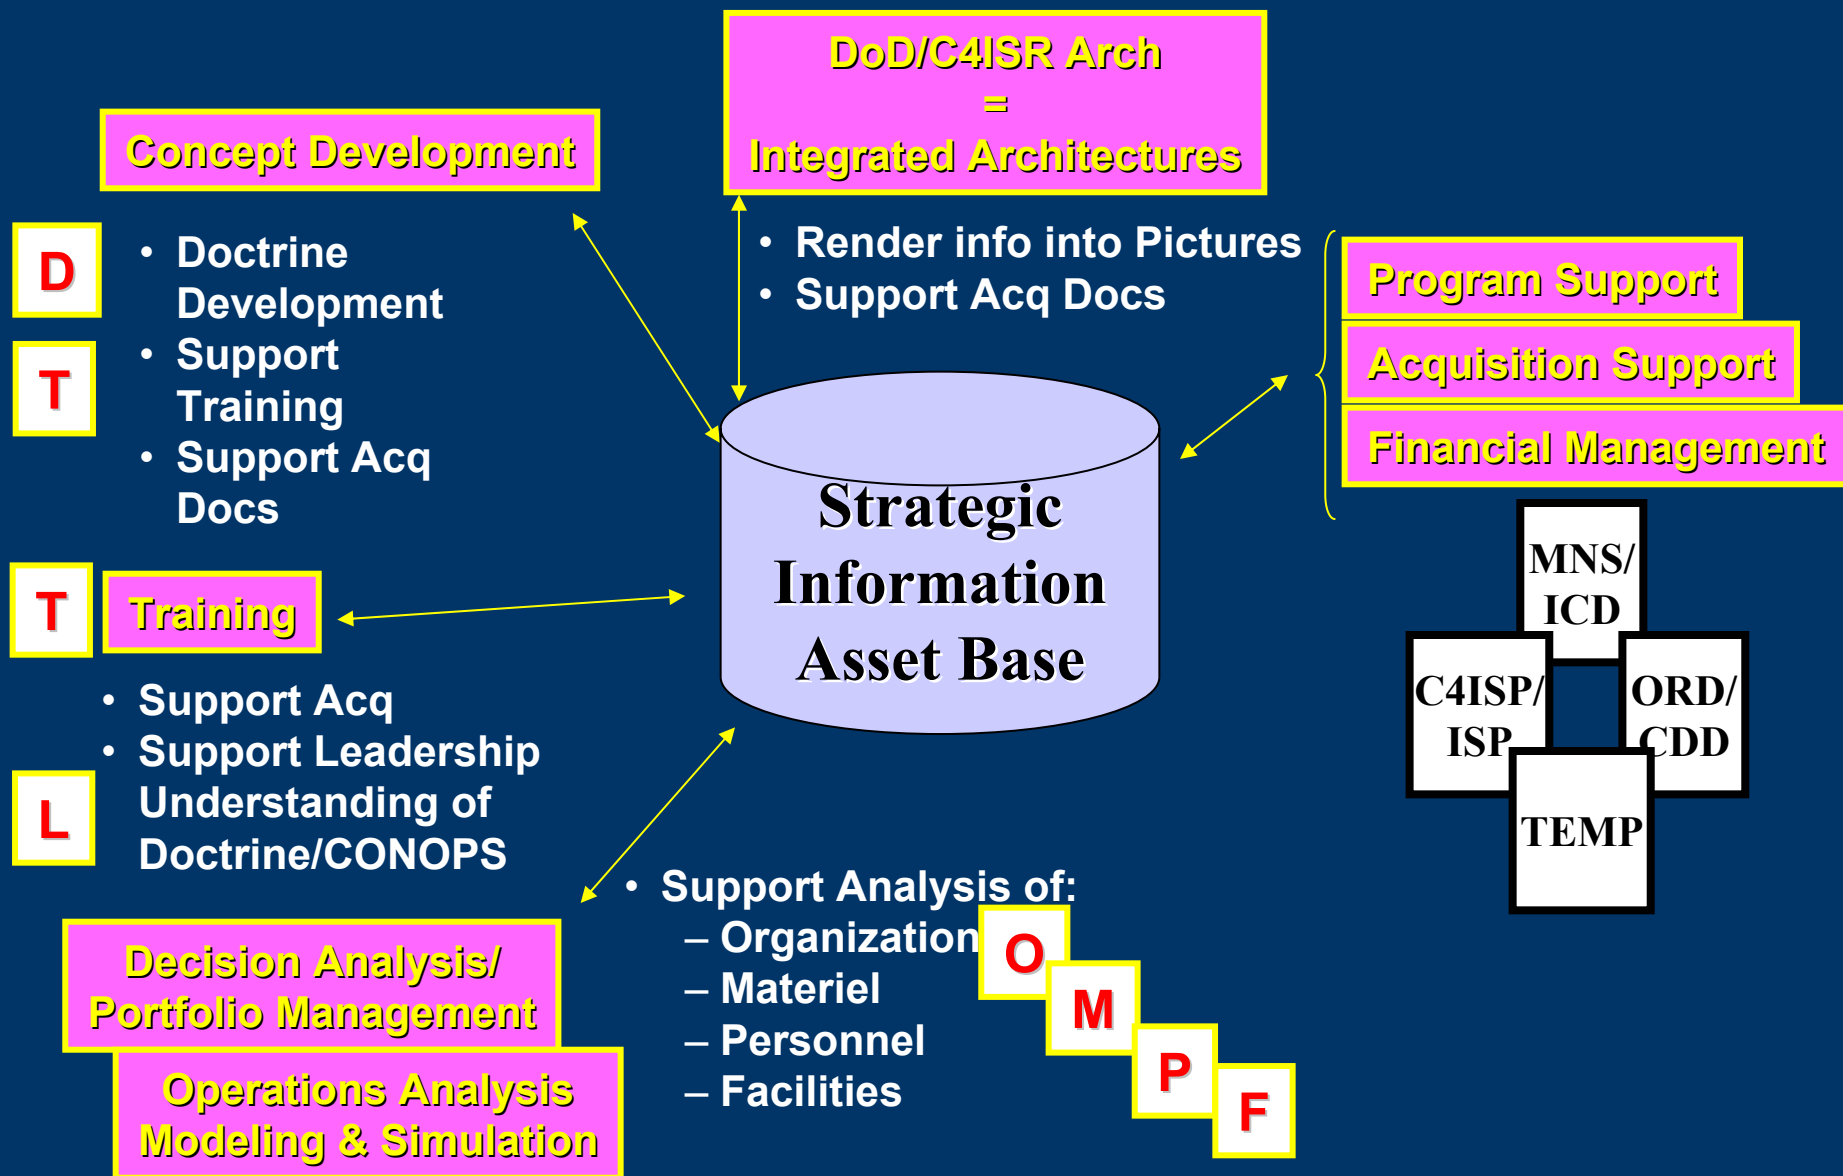 DoD/C4ISR Arch
=
Integrated Architectures
Concept Development
D
T
• Doctrine
Development
• Support
Training
• Support Acq
Docs
• Render info into Pictures
• Support Acq Docs
Program Support
Acquisition Support
Financial Management
Strategic
Information
Asset Base
MNS/
ICD
C4ISP/
ISP
ORD/
CDD
TEMP
T
Training
• Support Acq
• Support Leadership
Understanding of
Doctrine/CONOPS
L
Decision Analysis/
Portfolio Management
Operations Analysis
Modeling & Simulation
• Support Analysis of:
– Organization
– Materiel
– Personnel
– Facilities
O
M
P
F